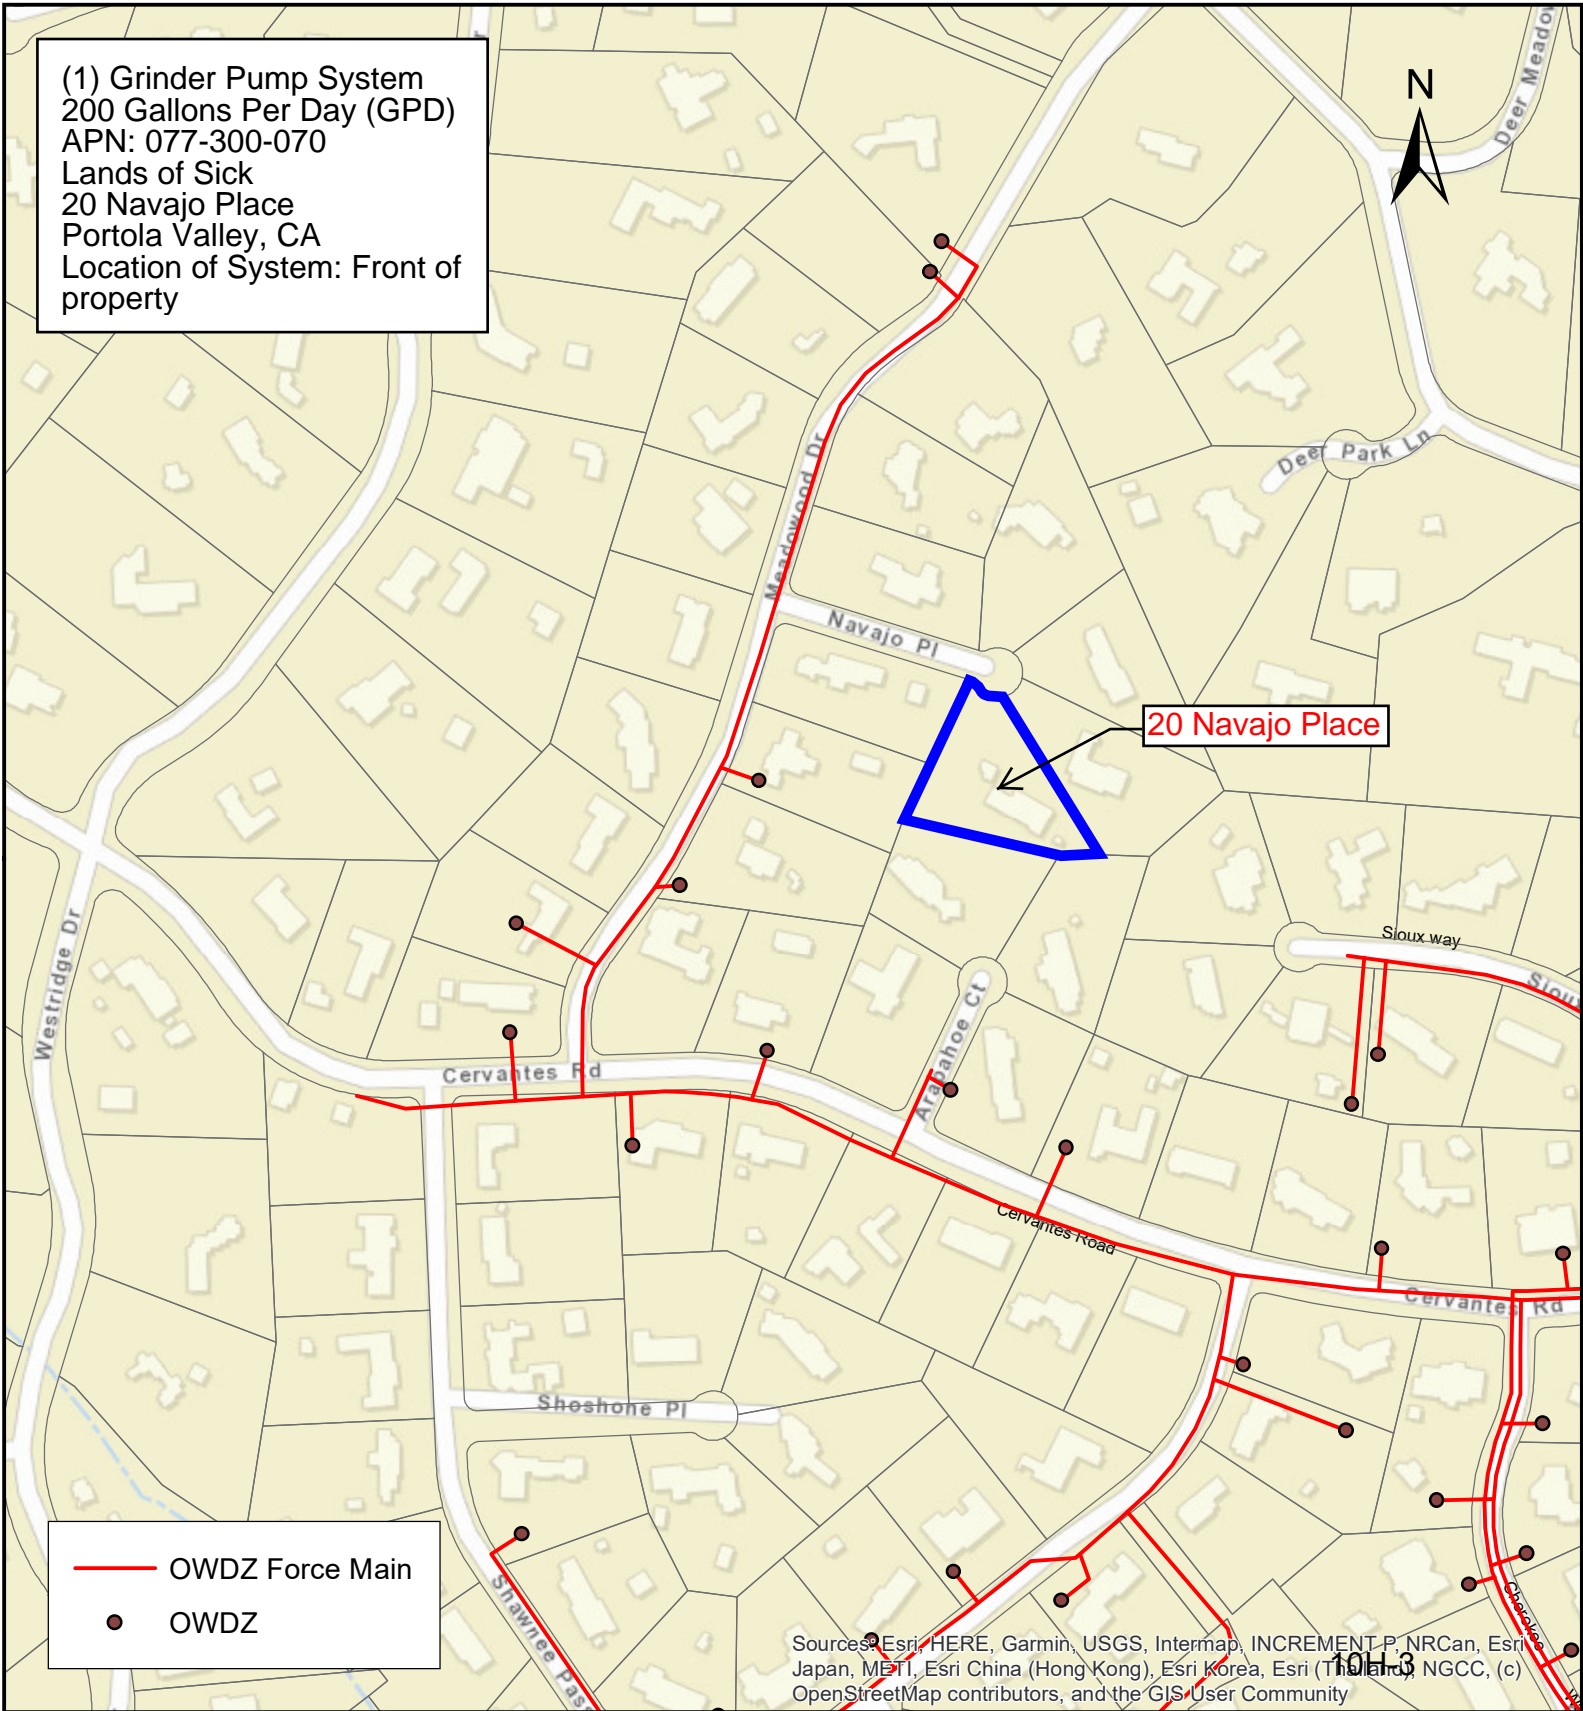 (1) Grinder Pump System
200 Gallons Per Day (GPD)
APN: 077-300-070
Lands of Sick
20 Navajo Place
Portola Valley, CA
Location of System: Front of
property
N
Deer Meadow
Deer Park Ln
Meadowood Dr
Navajo Pl
20 Navajo Place
Sioux way
Sioux
Westridge Dr
Cervantes Rd
Arapahoe Ct
Cervantes Road
Cervantes Rd
Shoshone Pl
Shawnee Pass
Cherokee
OWDZ Force Main
OWDZ
Sources: Esri, HERE, Garmin, USGS, Intermap, INCREMENT P, NRCan, Esri
Japan, METI, Esri China (Hong Kong), Esri Korea, Esri (Thailand), NGCC, (c)
OpenStreetMap contributors, and the GIS User Community
10H-3